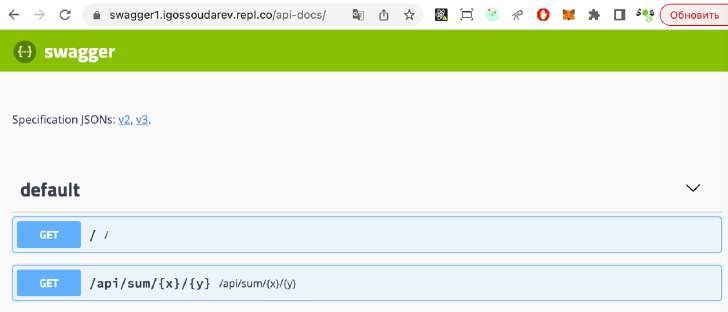 swagger1.igossoudarev.repl.co/api-docs/
Обновить
{··} swagger
Specification JSONs: v2, v3.
default
GET / /
GET /api/sum/{x}/{y} /api/sum/{x}/{y}